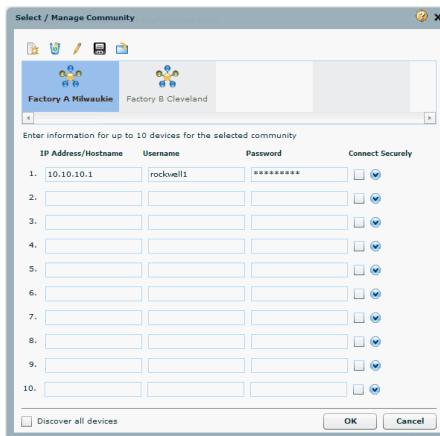 Select / Manage Community
Factory A Milwaukie
Factory B Cleveland
Enter information for up to 10 devices for the selected community
IP Address/Hostname Username Password Connect Securely
1. 10.10.10.1 rockwell1 *********
2.
3.
4.
5.
6.
7.
8.
9.
10.
Discover all devices OK Cancel